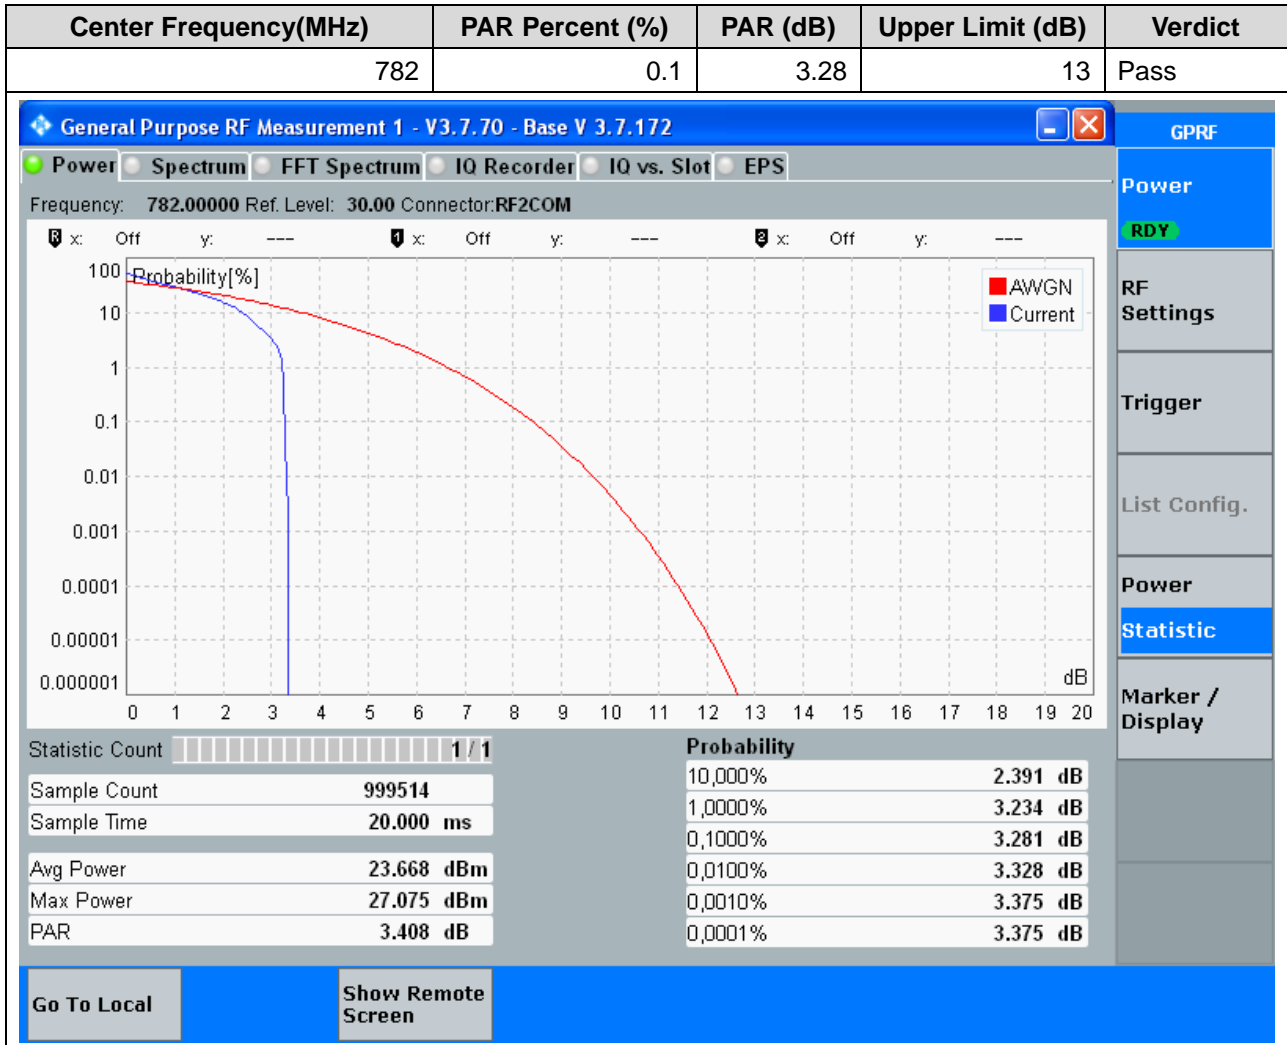 Center Frequency(MHz) PAR Percent (%) PAR (dB) Upper Limit (dB) Verdict
782 0.1 3.28 13 Pass
General Purpose RF Measurement 1 - V3.7.70 - Base V 3.7.172
GPRF
Power Spectrum FFT Spectrum IQ Recorder IQ vs. Slot EPS
Power
RDY
Frequency: 782.00000 Ref. Level: 30.00 Connector:RF2COM
R x: Off y: --- 1 x: Off y: --- 2 x: Off y: ---
Probability[%]
AWGN
Current
100
10
1
0.1
0.01
0.001
0.0001
0.00001
0.000001
dB
0 1 2 3 4 5 6 7 8 9 10 11 12 13 14 15 16 17 18 19 20
RF
Settings
Trigger
List Config.
Power
Statistic
Marker /
Display
Statistic Count 1 / 1
Sample Count 999514
Sample Time 20.000 ms
Avg Power 23.668 dBm
Max Power 27.075 dBm
PAR 3.408 dB
Probability
10,000% 2.391 dB
1,0000% 3.234 dB
0,1000% 3.281 dB
0,0100% 3.328 dB
0,0010% 3.375 dB
0,0001% 3.375 dB
Go To Local
Show Remote
Screen